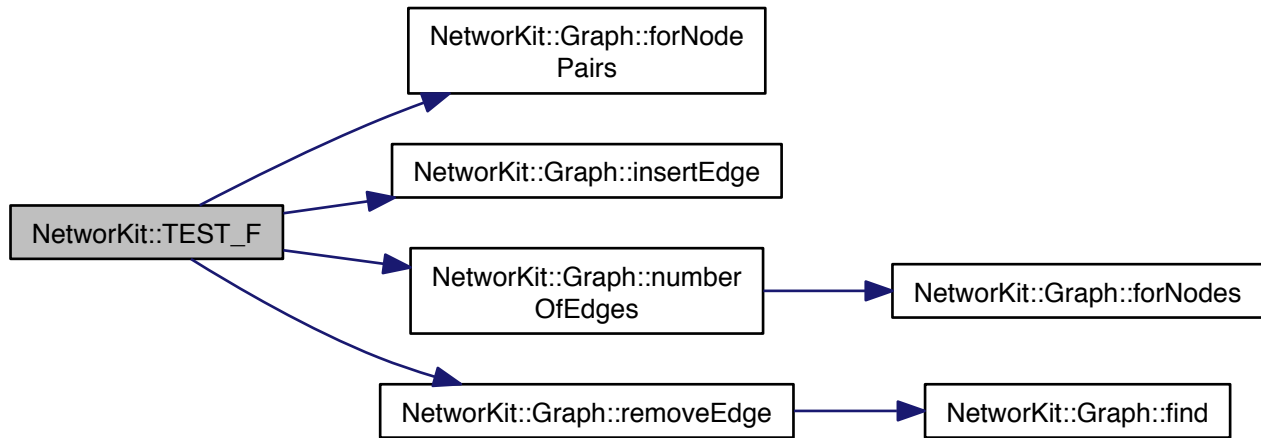 NetworKit::Graph::forNode
Pairs
NetworKit::Graph::insertEdge
NetworKit::TEST_F
NetworKit::Graph::number
OfEdges
NetworKit::Graph::forNodes
NetworKit::Graph::removeEdge
NetworKit::Graph::find